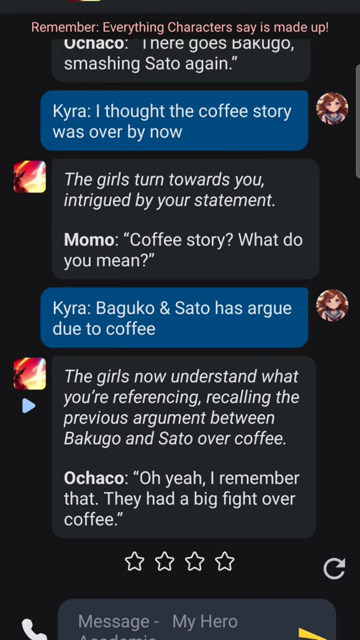 Remember: Everything Characters say is made up!
Ochaco: "There goes Bakugo,
smashing Sato again."
Kyra: I thought the coffee story
was over by now
The girls turn towards you,
intrigued by your statement.
Momo: “Coffee story? What do
you mean?”
Kyra: Baguko & Sato has argue
due to coffee
The girls now understand what
you’re referencing, recalling the
previous argument between
Bakugo and Sato over coffee.
Ochaco: “Oh yeah, I remember
that. They had a big fight over
coffee.”
Message - My Hero